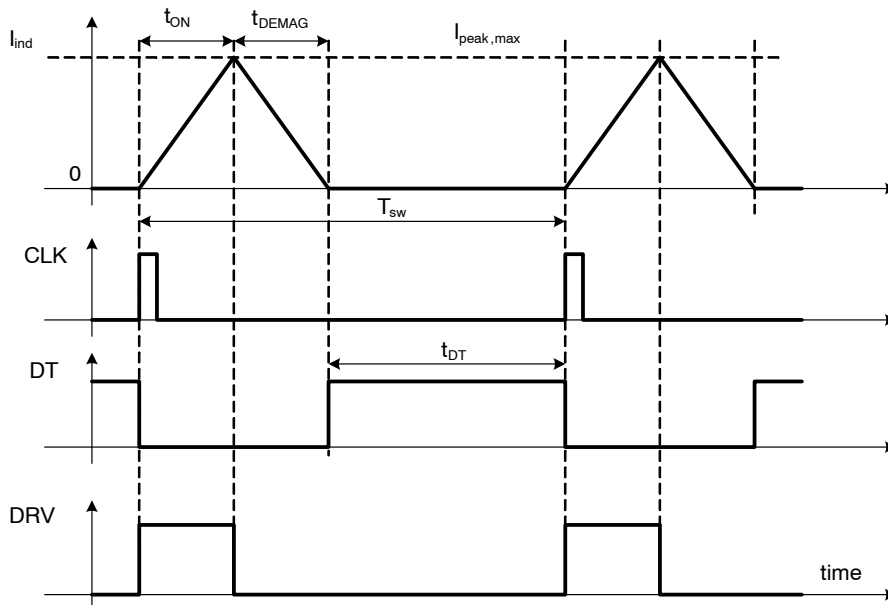 t_ON t_DEMAG
I_ind I_peak,max
0
T_sw
CLK
t_DT
DT
DRV
time